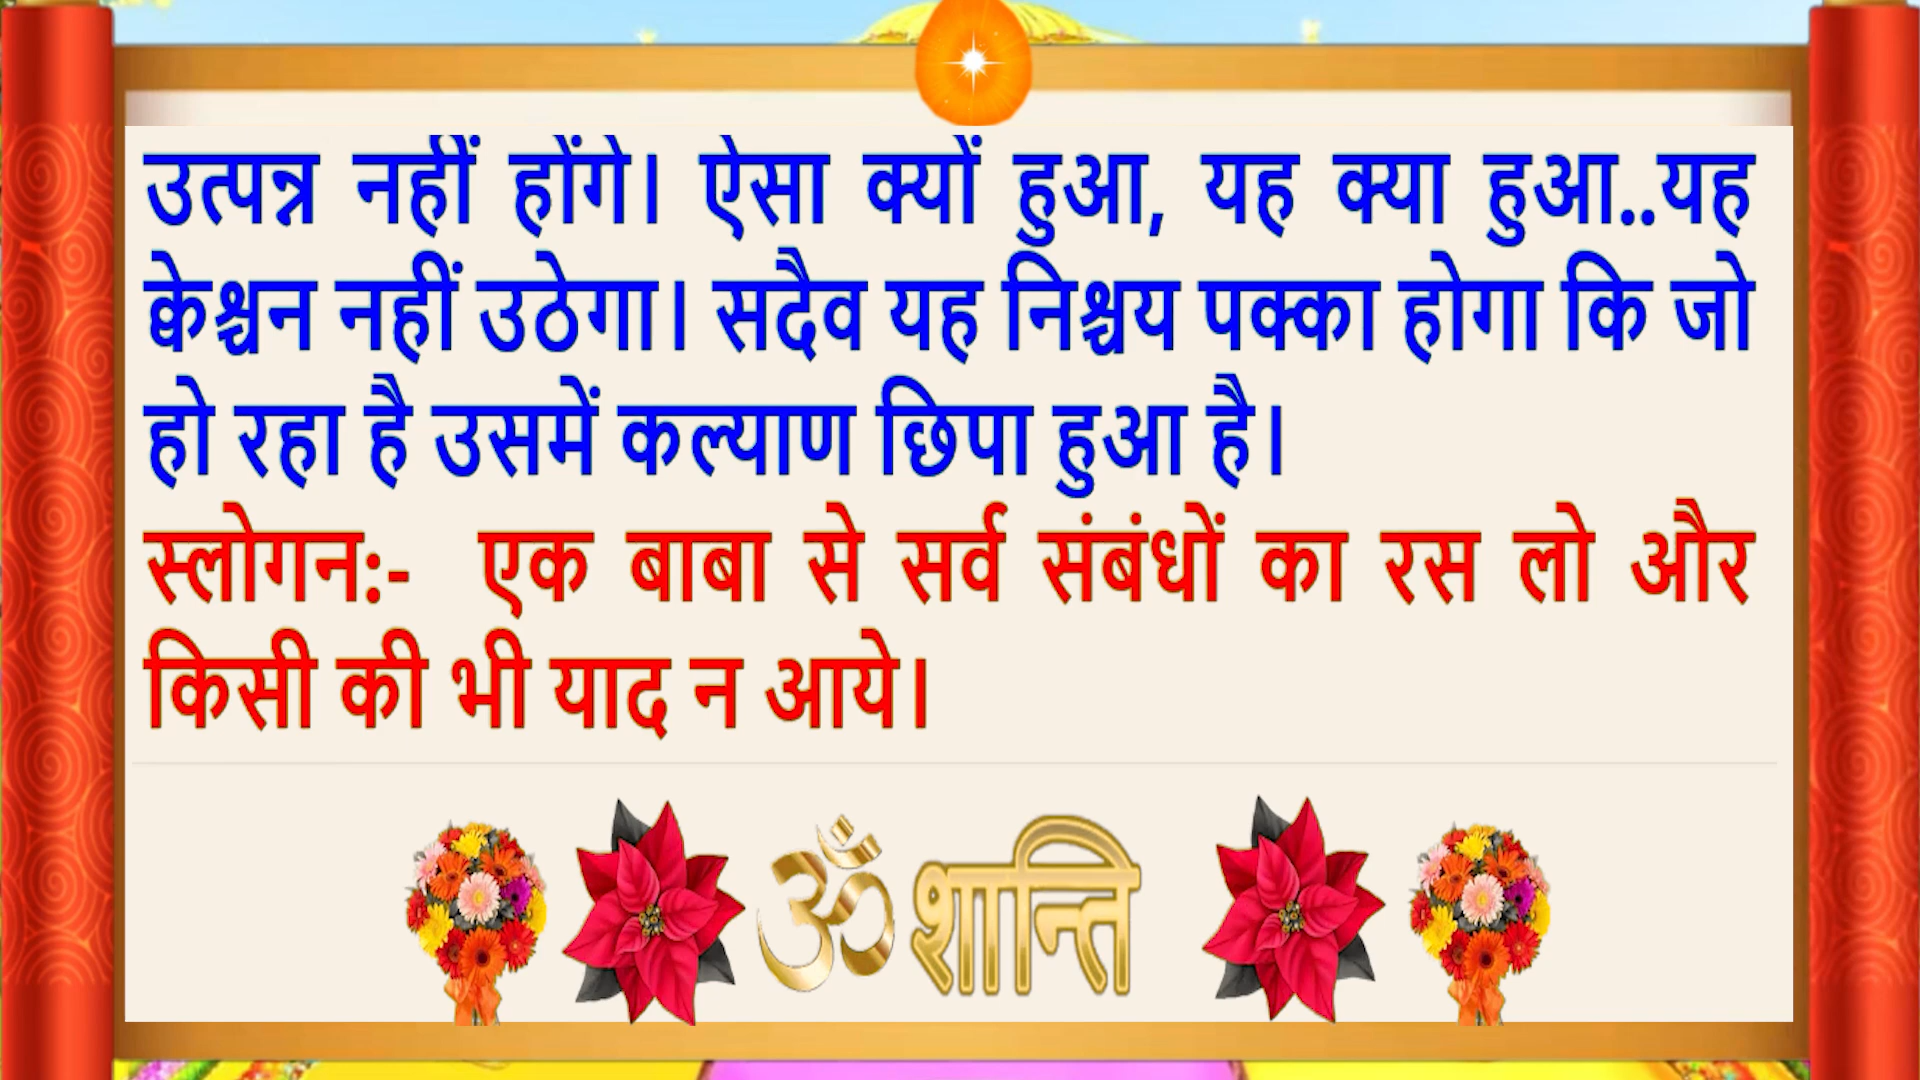 उत्पन्न नहीं होंगे। ऐसा क्यों हुआ, यह क्या हुआ..यह
क्वेश्चन नहीं उठेगा। सदैव यह निश्चय पक्का होगा कि जो
हो रहा है उसमें कल्याण छिपा हुआ है।
स्लोगन:- एक बाबा से सर्व संबंधों का रस लो और
किसी की भी याद न आये।
ॐ शान्ति